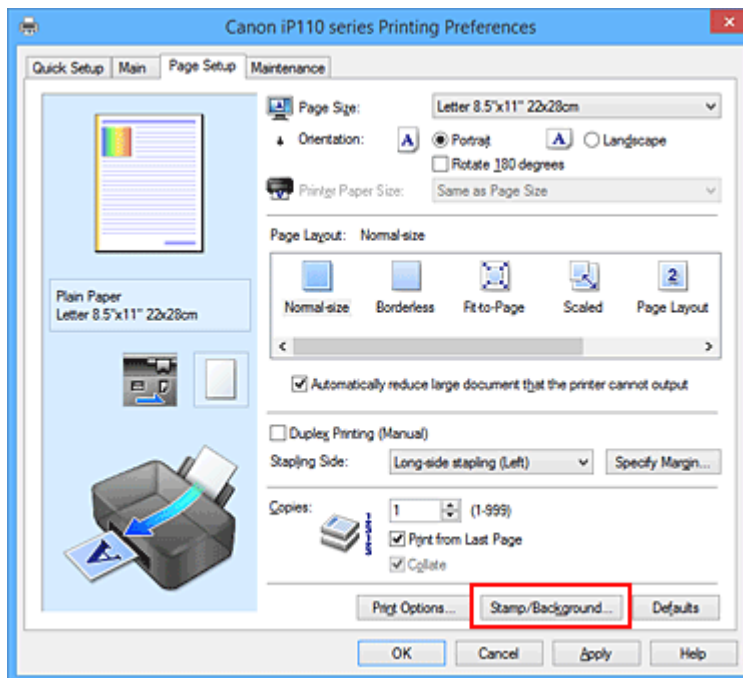 Canon iP110 series Printing Preferences
Quick Setup Main Page Setup Maintenance
Page Size: Letter 8.5"x11" 22x28cm
Orientation: A Portrait A Landscape
Rotate 180 degrees
Printer Paper Size: Same as Page Size
Page Layout: Normal-size
2
Normal-size Borderless Fit-to-Page Scaled Page Layout
Plain Paper
Letter 8.5"x11" 22x28cm
Automatically reduce large document that the printer cannot output
Duplex Printing (Manual)
Stapling Side: Long-side stapling (Left) Specify Margin...
Copies: 1 (1-999)
Print from Last Page
Collate
A
Print Options... Stamp/Background... Defaults
OK Cancel Apply Help